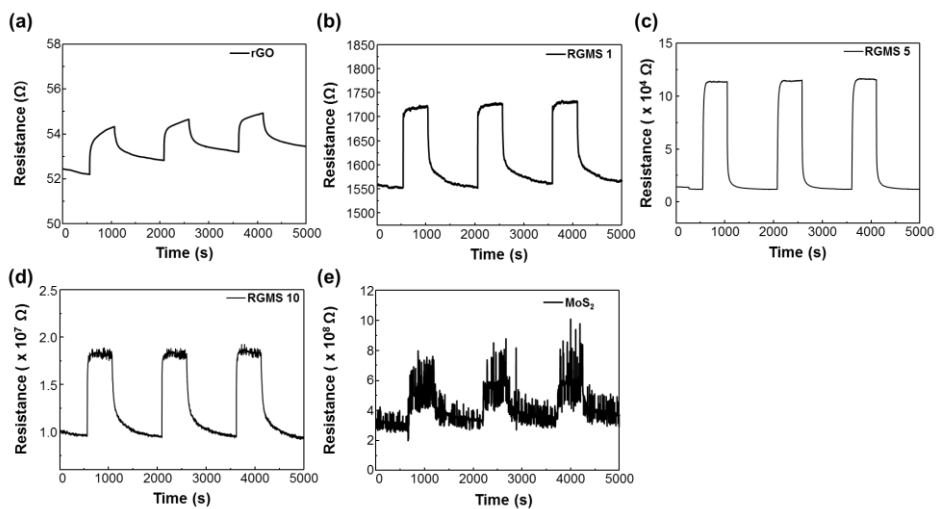 (a)
rGO
Resistance (Ω)
58
56
54
52
50
0 1000 2000 3000 4000 5000
Time (s)
(b)
RGMS 1
Resistance (Ω)
1850
1800
1750
1700
1650
1600
1550
1500
0 1000 2000 3000 4000 5000
Time (s)
(c)
RGMS 5
Resistance ( x 10⁴ Ω)
15
10
5
0
0 1000 2000 3000 4000 5000
Time (s)
(d)
RGMS 10
Resistance ( x 10⁷ Ω)
2.5
2.0
1.5
1.0
0 1000 2000 3000 4000 5000
Time (s)
(e)
MoS₂
Resistance ( x 10⁸ Ω)
12
10
8
6
4
2
0
0 1000 2000 3000 4000 5000
Time (s)